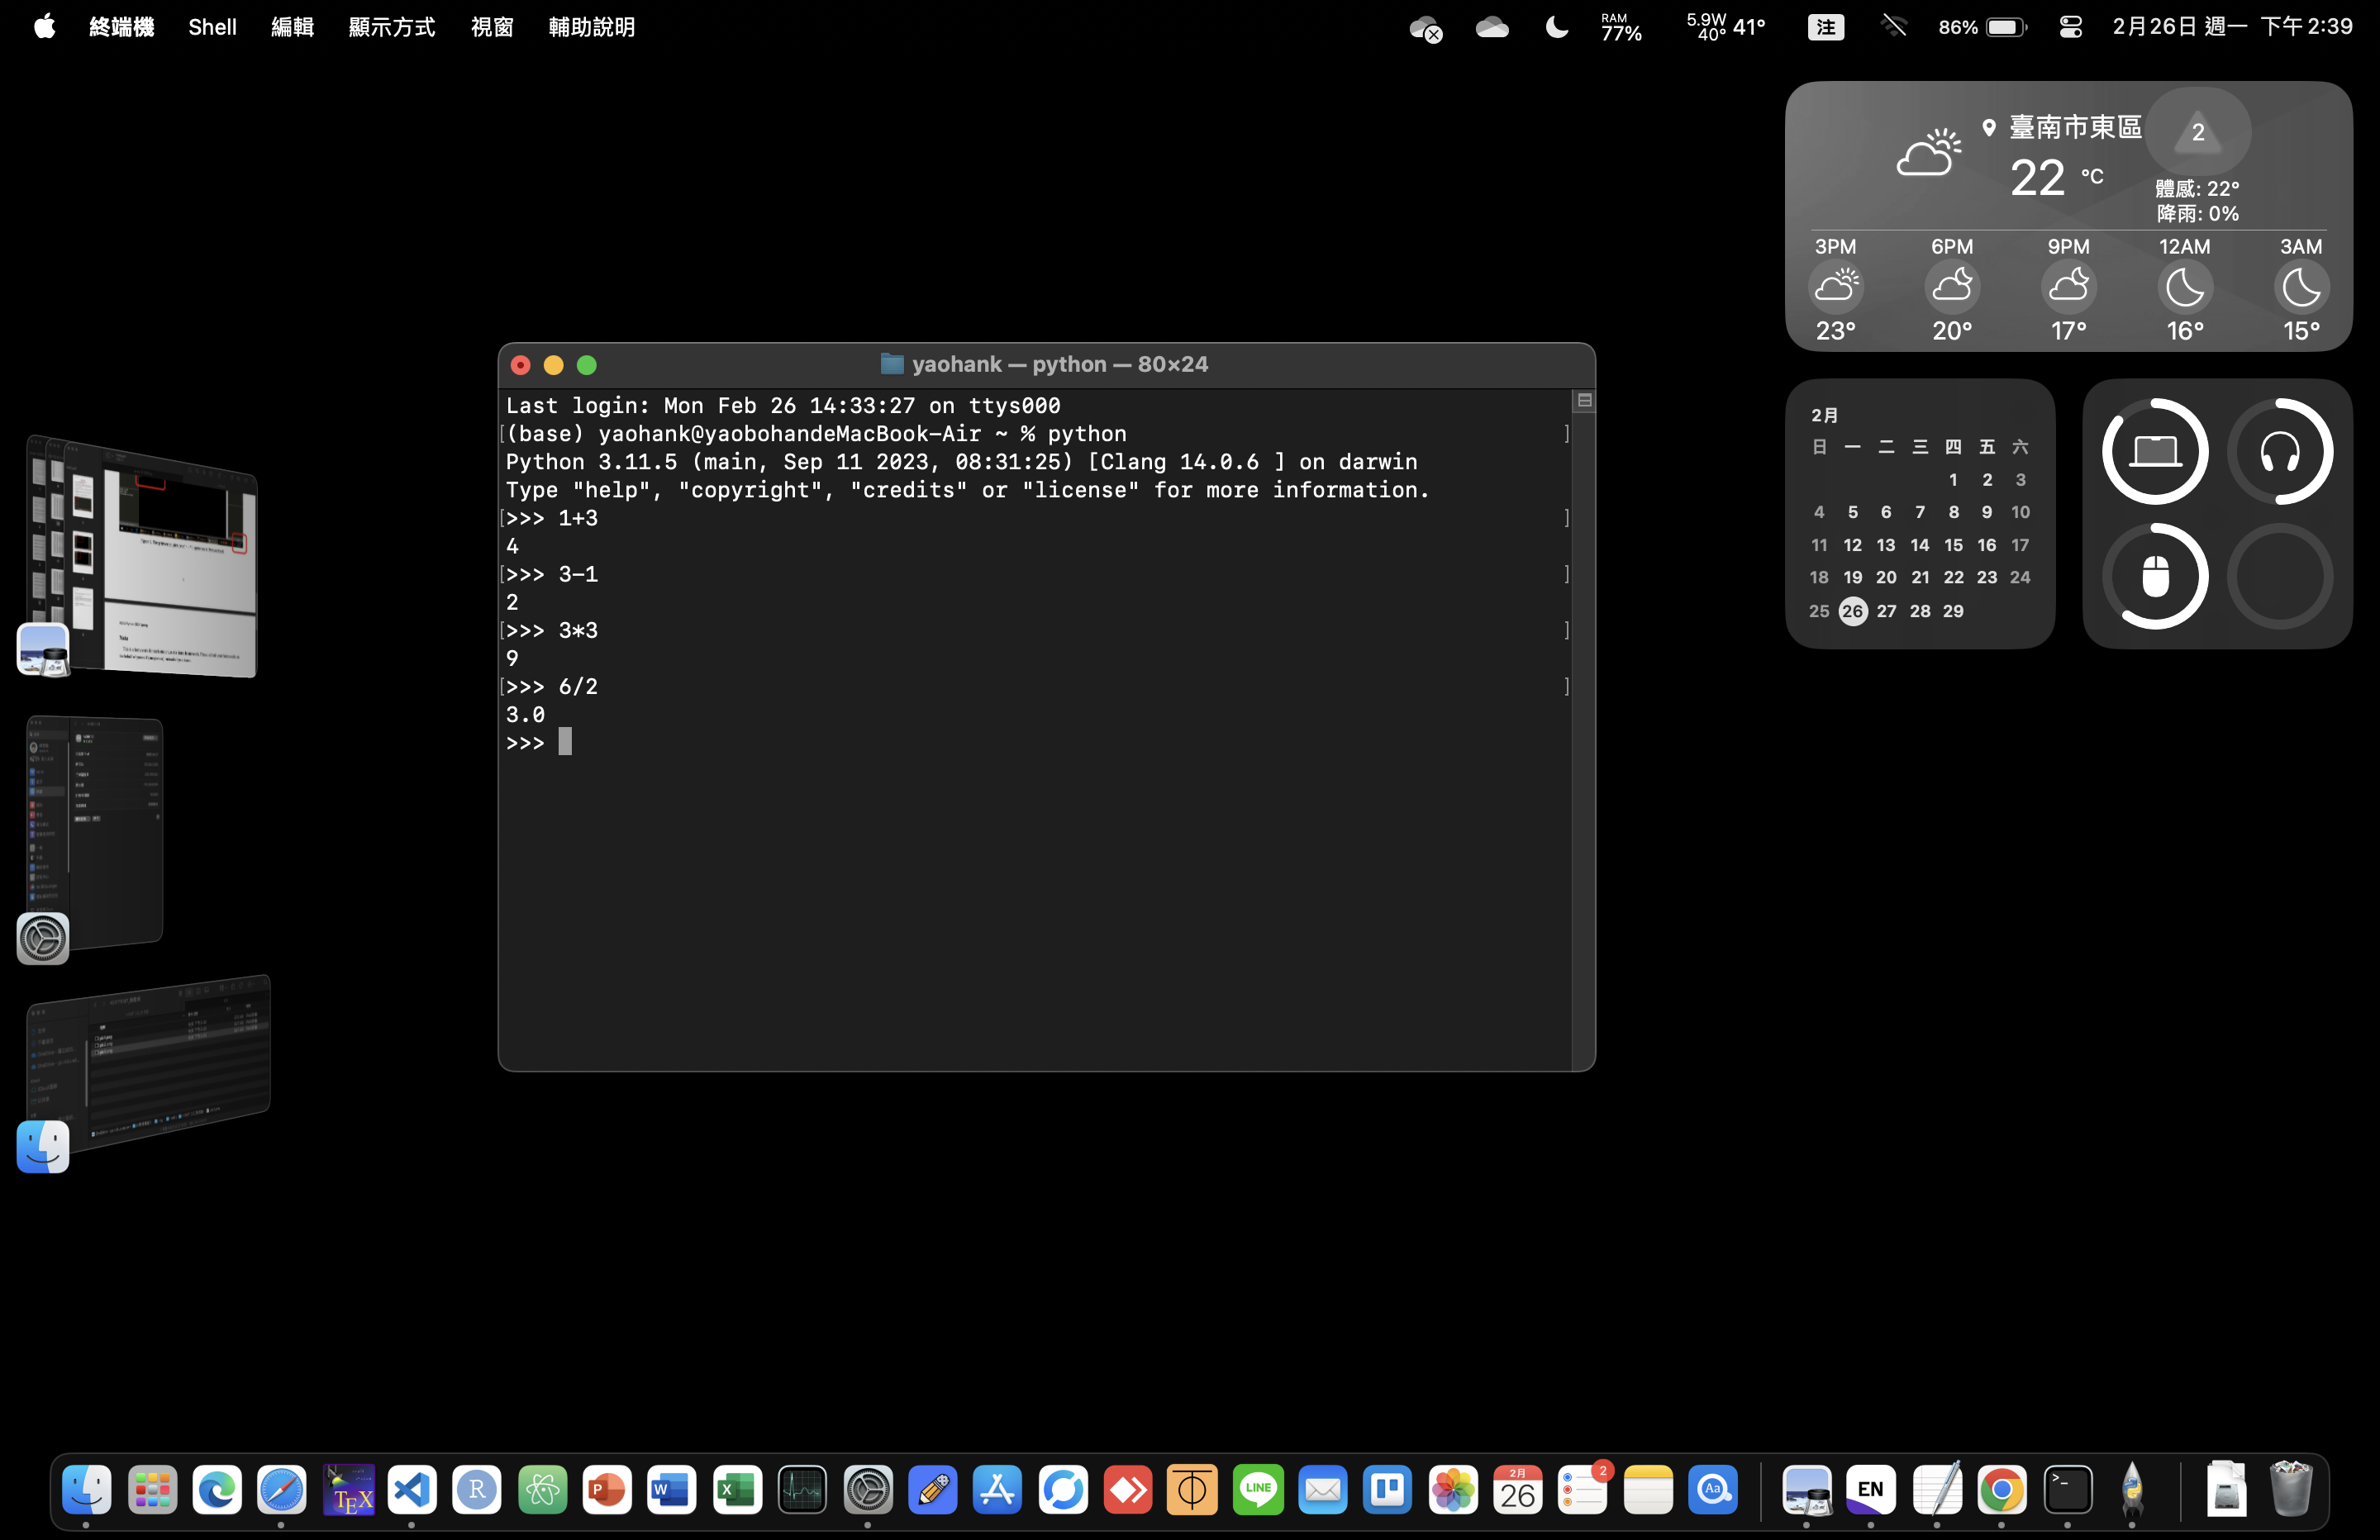 終端機 Shell 編輯 顯示方式 視窗 輔助說明
RAM
77%
5.9W
40°
41°
注
86%
2月26日 週一 下午2:39
臺南市東區
2
22 °C
體感: 22°
降雨: 0%
3PM 6PM 9PM 12AM 3AM
23° 20° 17° 16° 15°
yaohank — python — 80×24
Last login: Mon Feb 26 14:33:27 on ttys000
[(base) yaohank@yaobohandeMacBook-Air ~ % python ]
Python 3.11.5 (main, Sep 11 2023, 08:31:25) [Clang 14.0.6 ] on darwin
Type "help", "copyright", "credits" or "license" for more information.
[>>> 1+3 ]
4
[>>> 3-1 ]
2
[>>> 3*3 ]
9
[>>> 6/2 ]
3.0
>>>
2月
日 一 二 三 四 五 六
1 2 3
4 5 6 7 8 9 10
11 12 13 14 15 16 17
18 19 20 21 22 23 24
25 26 27 28 29
TEX
R
P
W
X
LINE
2月
26
2
Aa
EN
>_